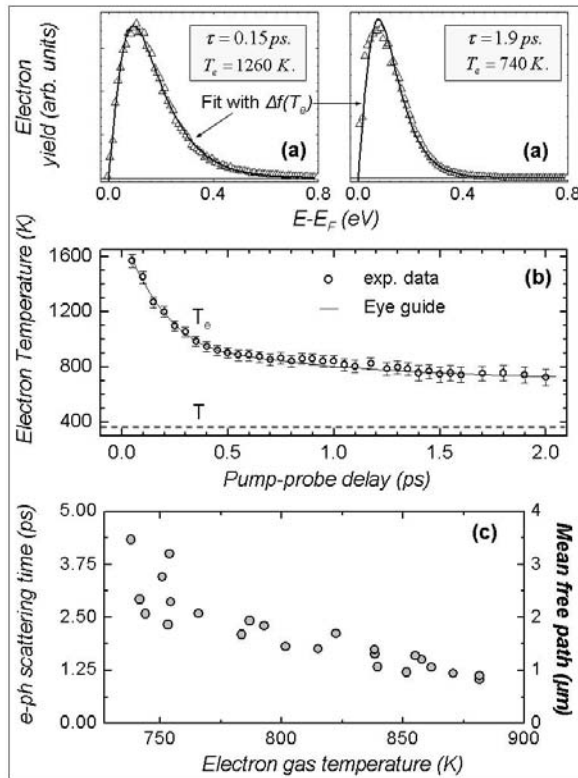 Electron
yield (arb. units)
τ = 0.15 ps.
T_e = 1260 K.
τ = 1.9 ps.
T_e = 740 K.
Fit with Δf(T_e)
(a)
(a)
0.0 0.4 0.8 0.0 0.4 0.8
E-E_F (eV)
Electron Temperature
(K)
1600
1200
800
400
(b)
exp. data
Eye guide
T_e
T
0.0 0.5 1.0 1.5 2.0
Pump-probe delay (ps)
e-ph scattering time (ps)
5.00
3.75
2.50
1.25
0.00
(c)
4
3
2
1
0
Mean free path (μm)
750 800 850 900
Electron gas temperature (K)